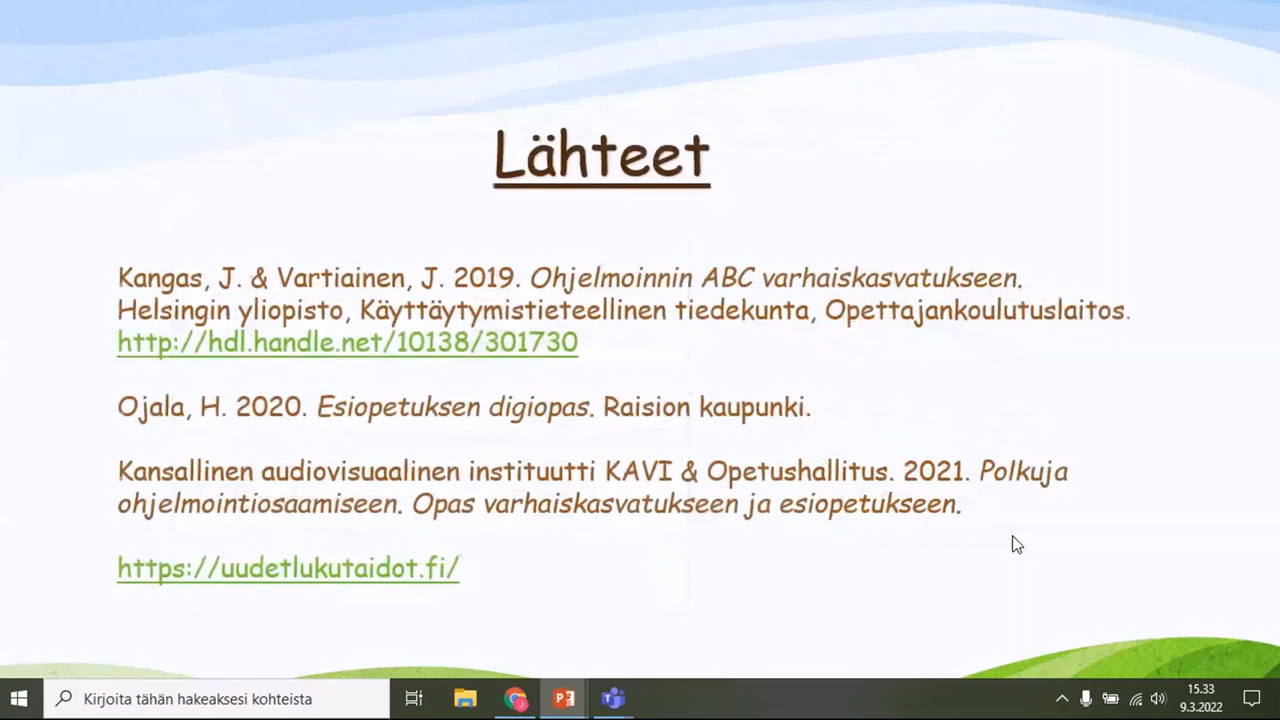 Lähteet
Kangas, J. & Vartiainen, J. 2019. Ohjelmoinnin ABC varhaiskasvatukseen.
Helsingin yliopisto, Käyttäytymistieteellinen tiedekunta, Opettajankoulutuslaitos.
http://hdl.handle.net/10138/301730
Ojala, H. 2020. Esiopetuksen digiopas. Raision kaupunki.
Kansallinen audiovisuaalinen instituutti KAVI & Opetushallitus. 2021. Polkuja
ohjelmointiosaamiseen. Opas varhaiskasvatukseen ja esiopetukseen.
https://uudetlukutaidot.fi/
Kirjoita tähän hakeaksesi kohteista
15.33
9.3.2022